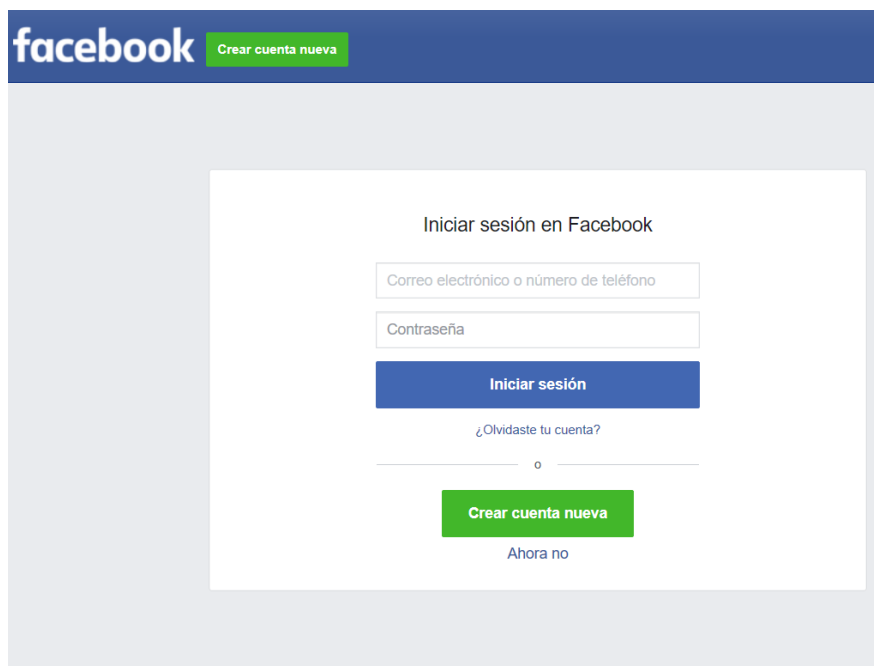 facebook
Crear cuenta nueva
Iniciar sesión en Facebook
Correo electrónico o número de teléfono
Contraseña
Iniciar sesión
¿Olvidaste tu cuenta?
o
Crear cuenta nueva
Ahora no